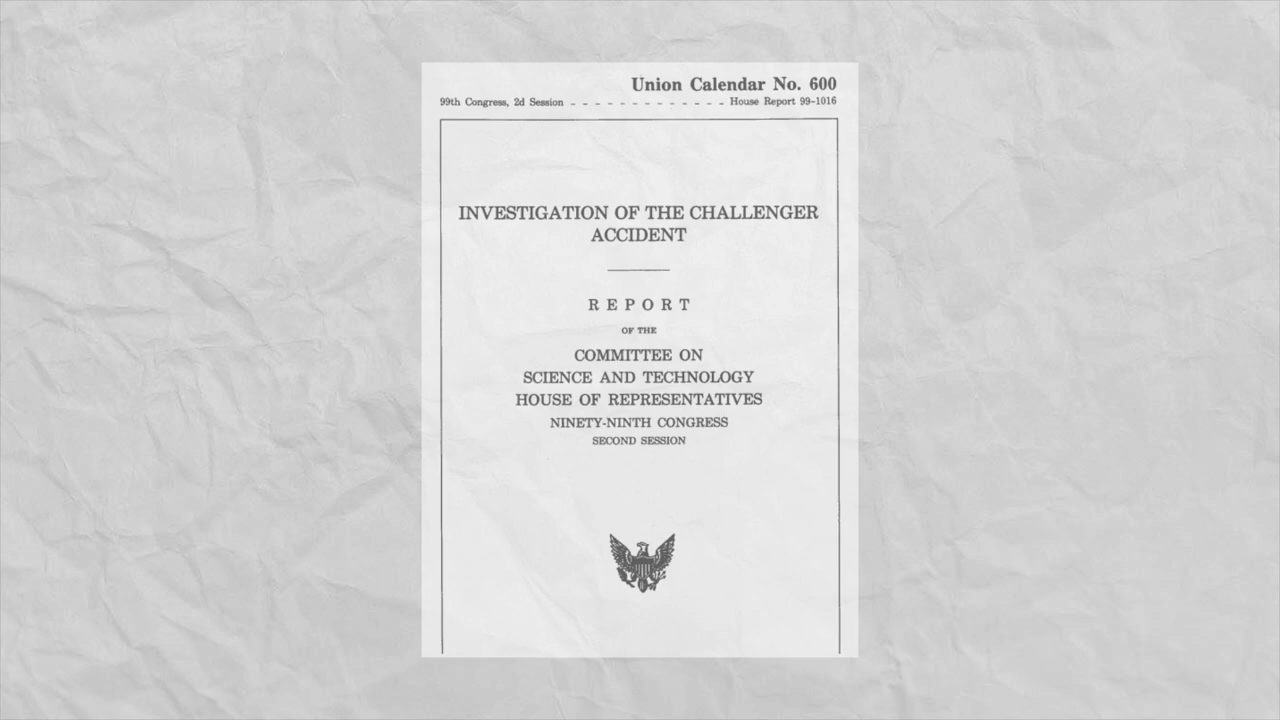 Union Calendar No. 600
99th Congress, 2d Session - - - - - - - - - - - - - House Report 99-1016
INVESTIGATION OF THE CHALLENGER
ACCIDENT
REPORT
OF THE
COMMITTEE ON
SCIENCE AND TECHNOLOGY
HOUSE OF REPRESENTATIVES
NINETY-NINTH CONGRESS
SECOND SESSION